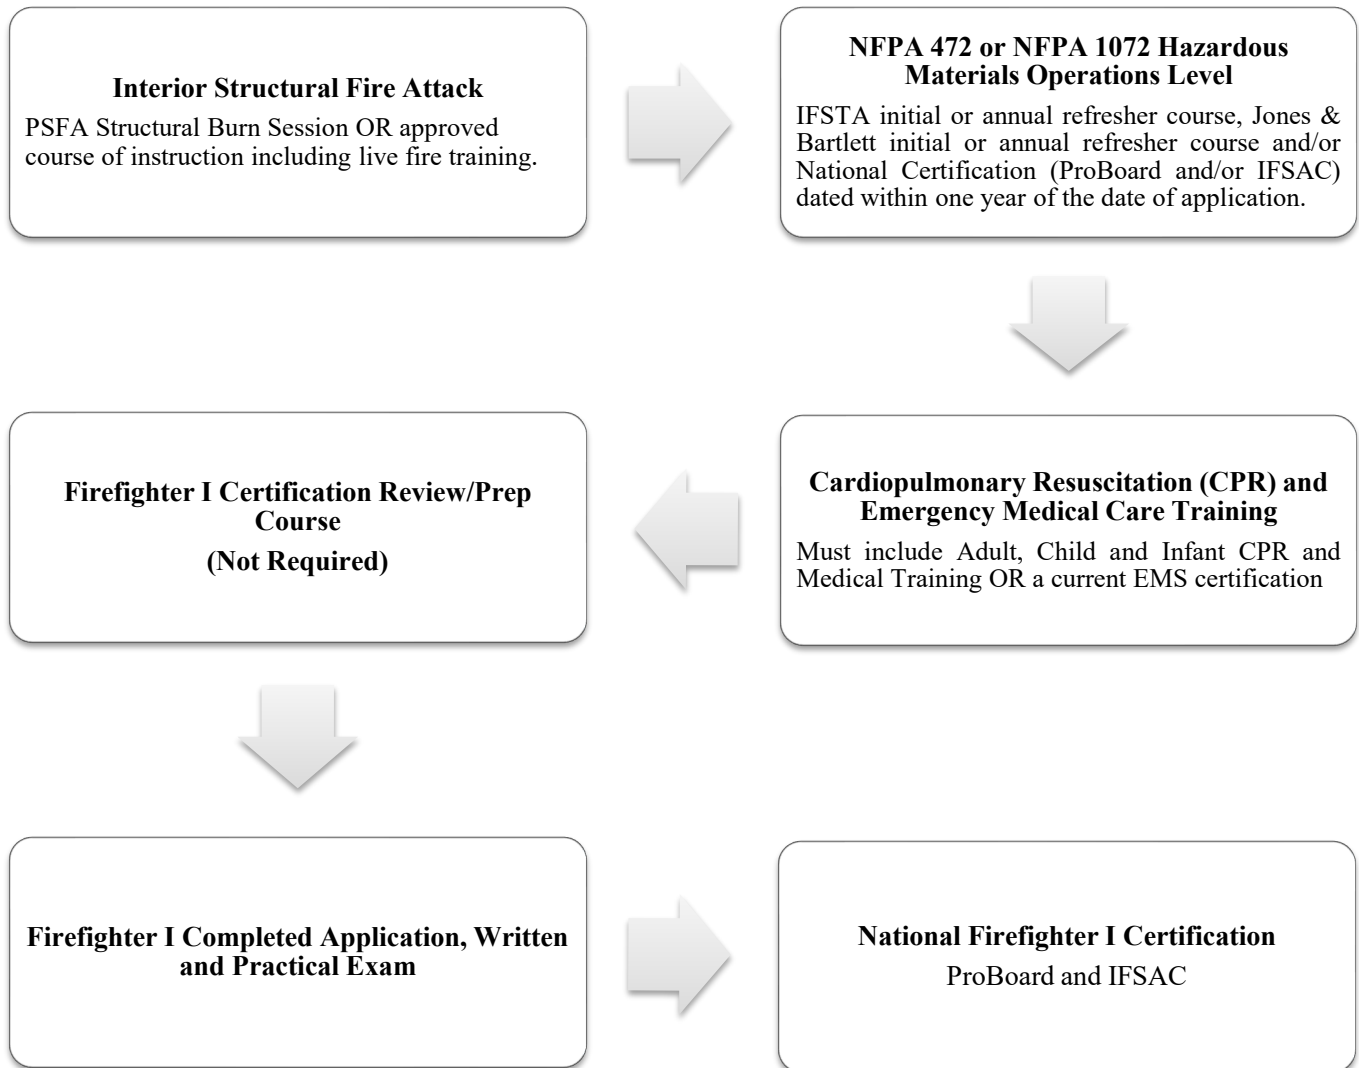 Interior Structural Fire Attack
PSFA Structural Burn Session OR approved
course of instruction including live fire training.
NFPA 472 or NFPA 1072 Hazardous
Materials Operations Level
IFSTA initial or annual refresher course, Jones &
Bartlett initial or annual refresher course and/or
National Certification (ProBoard and/or IFSAC)
dated within one year of the date of application.
Cardiopulmonary Resuscitation (CPR) and
Emergency Medical Care Training
Must include Adult, Child and Infant CPR and
Medical Training OR a current EMS certification
Firefighter I Certification Review/Prep
Course
(Not Required)
Firefighter I Completed Application, Written
and Practical Exam
National Firefighter I Certification
ProBoard and IFSAC